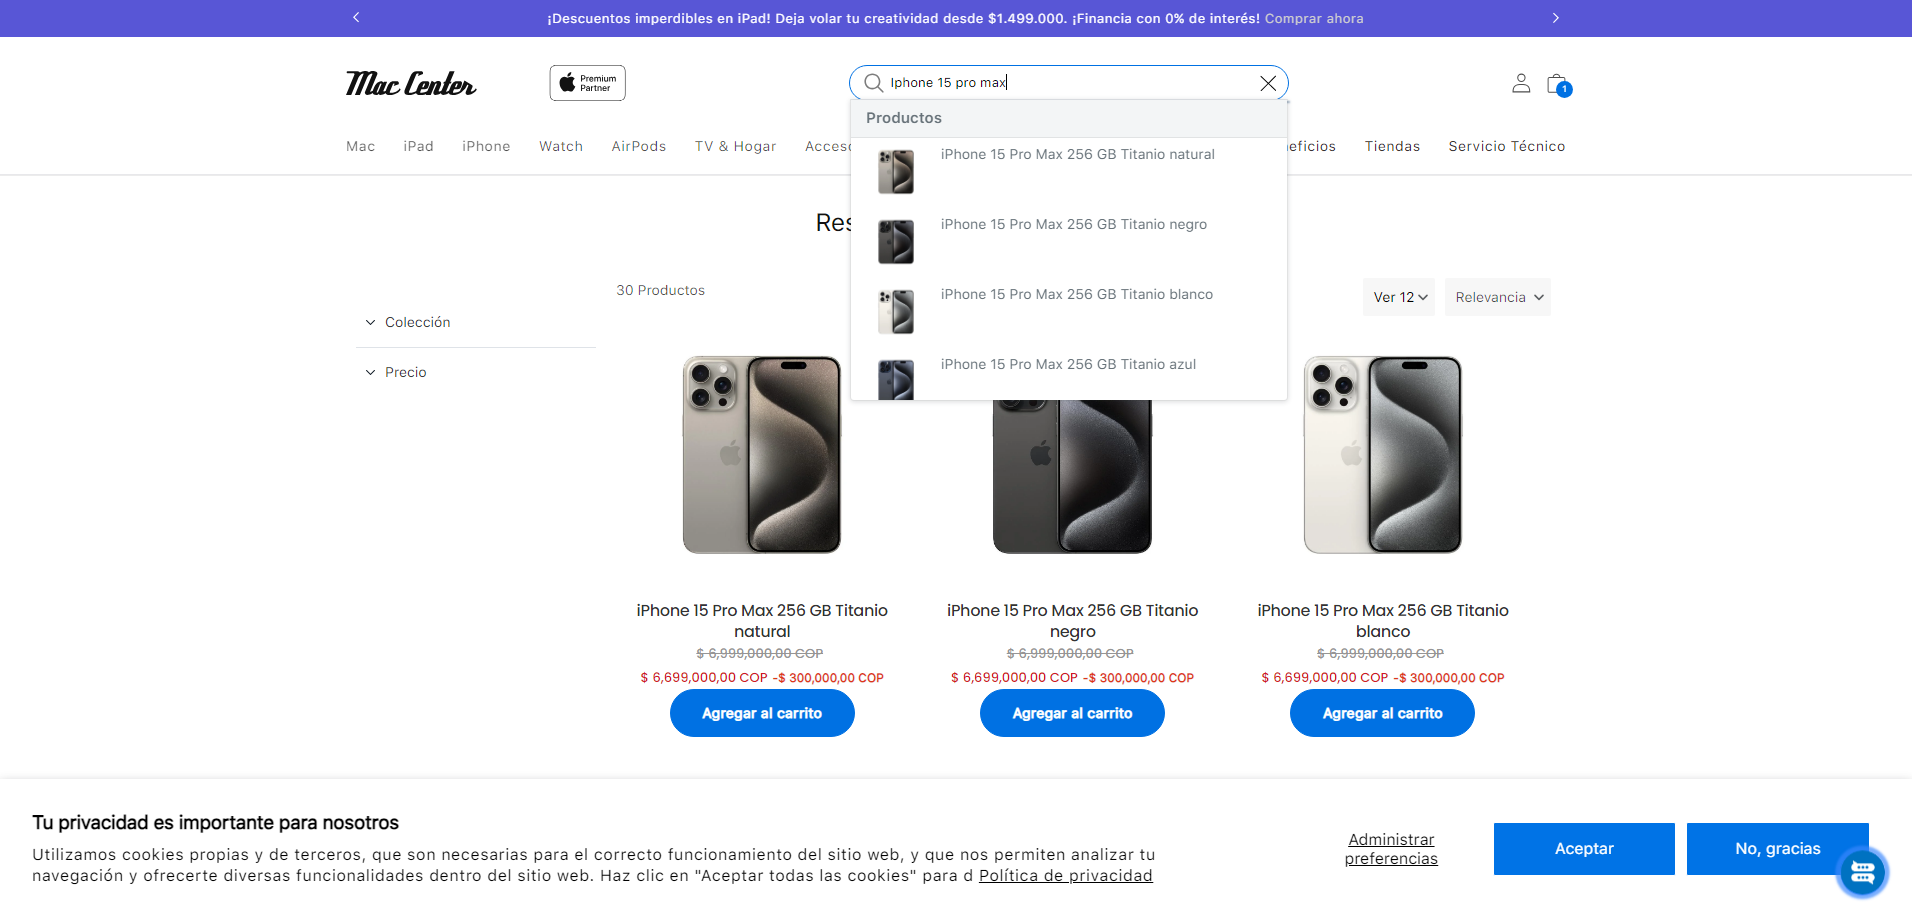 ¡Descuentos imperdibles en iPad! Deja volar tu creatividad desde $1.499.000. ¡Financia con 0% de interés! Comprar ahora
Mac Center
Premium
Partner
Iphone 15 pro max
1
Mac iPad iPhone Watch AirPods TV & Hogar Acceso eficios Tiendas Servicio Técnico
Productos
iPhone 15 Pro Max 256 GB Titanio natural
iPhone 15 Pro Max 256 GB Titanio negro
iPhone 15 Pro Max 256 GB Titanio blanco
iPhone 15 Pro Max 256 GB Titanio azul
Res
30 Productos
Ver 12 Relevancia
Colección
Precio
iPhone 15 Pro Max 256 GB Titanio
natural
$ 6,999,000,00 COP
$ 6,699,000,00 COP -$ 300,000,00 COP
Agregar al carrito
iPhone 15 Pro Max 256 GB Titanio
negro
$ 6,999,000,00 COP
$ 6,699,000,00 COP -$ 300,000,00 COP
Agregar al carrito
iPhone 15 Pro Max 256 GB Titanio
blanco
$ 6,999,000,00 COP
$ 6,699,000,00 COP -$ 300,000,00 COP
Agregar al carrito
Tu privacidad es importante para nosotros
Utilizamos cookies propias y de terceros, que son necesarias para el correcto funcionamiento del sitio web, y que nos permiten analizar tu
navegación y ofrecerte diversas funcionalidades dentro del sitio web. Haz clic en "Aceptar todas las cookies" para d Política de privacidad
Administrar
preferencias
Aceptar
No, gracias